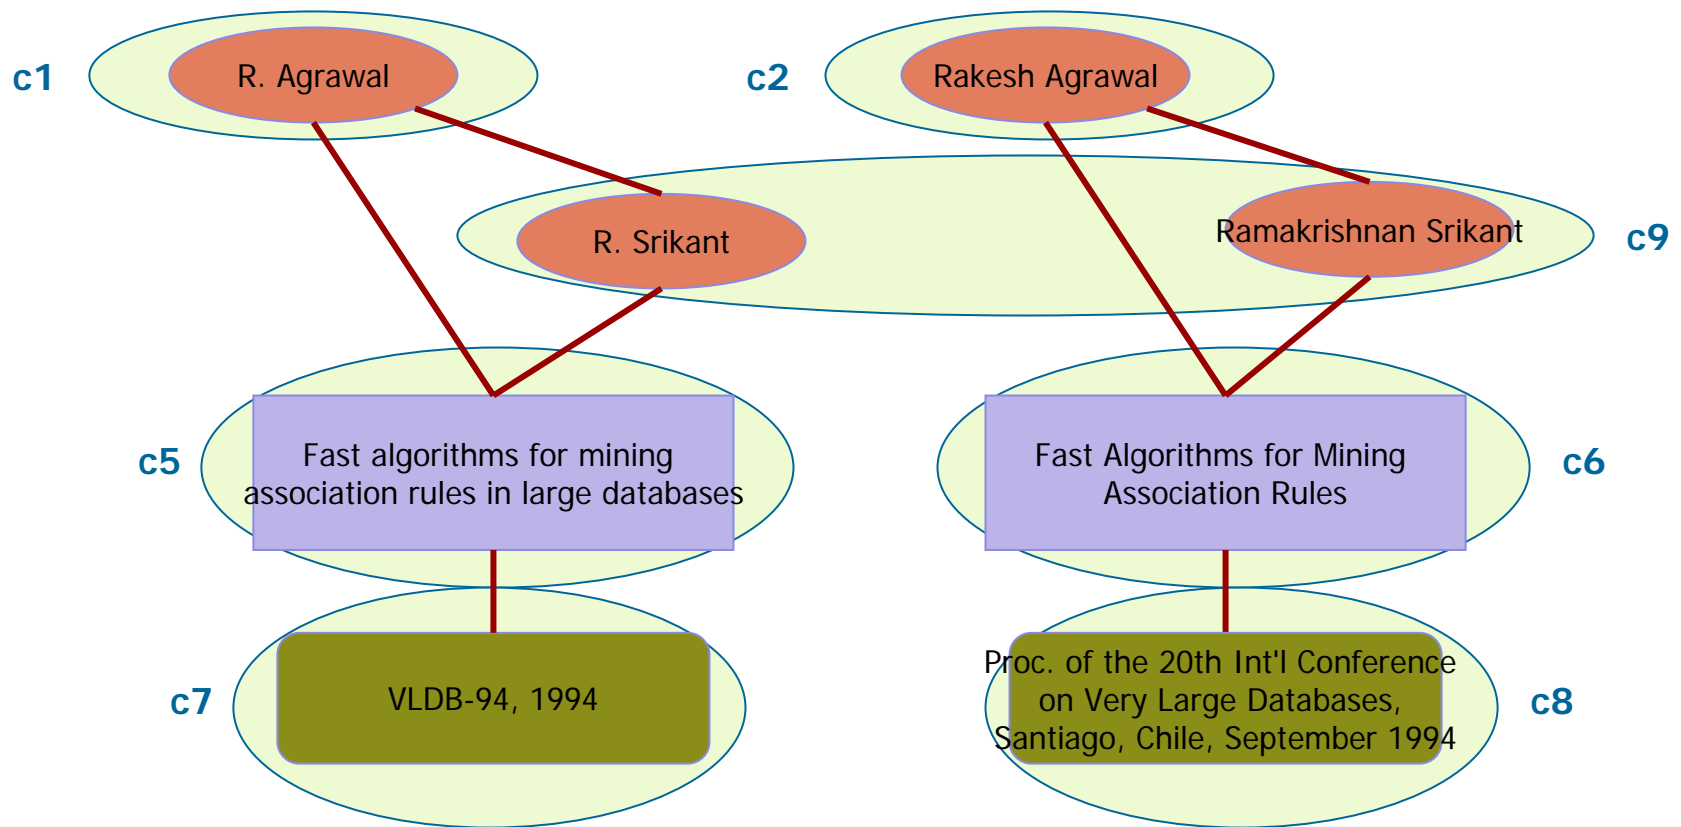 c1
R. Agrawal
c2
Rakesh Agrawal
R. Srikant
Ramakrishnan Srikant
c9
c5
Fast algorithms for mining
association rules in large databases
Fast Algorithms for Mining
Association Rules
c6
c7
VLDB-94, 1994
Proc. of the 20th Int'l Conference
on Very Large Databases,
Santiago, Chile, September 1994
c8